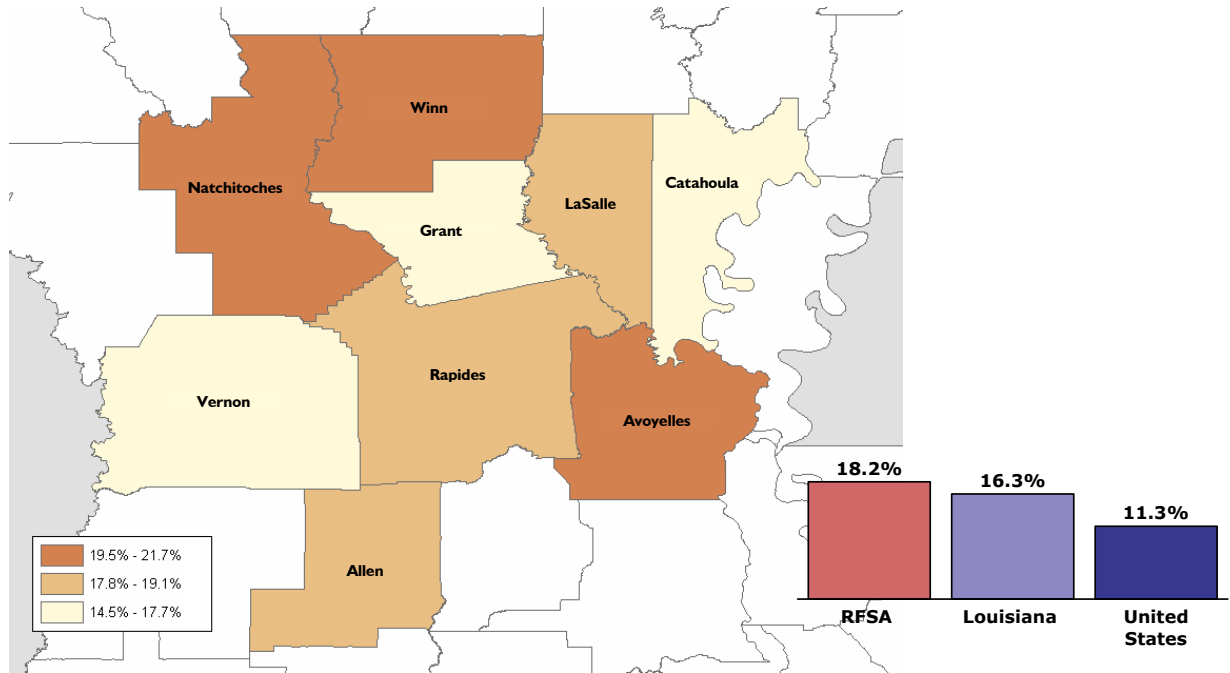 Winn
Natchitoches
Catahoula
LaSalle
Grant
Rapides
Vernon
Avoyelles
Allen
19.5% - 21.7%
17.8% - 19.1%
14.5% - 17.7%
18.2%
16.3%
11.3%
RFSA
Louisiana
United
States